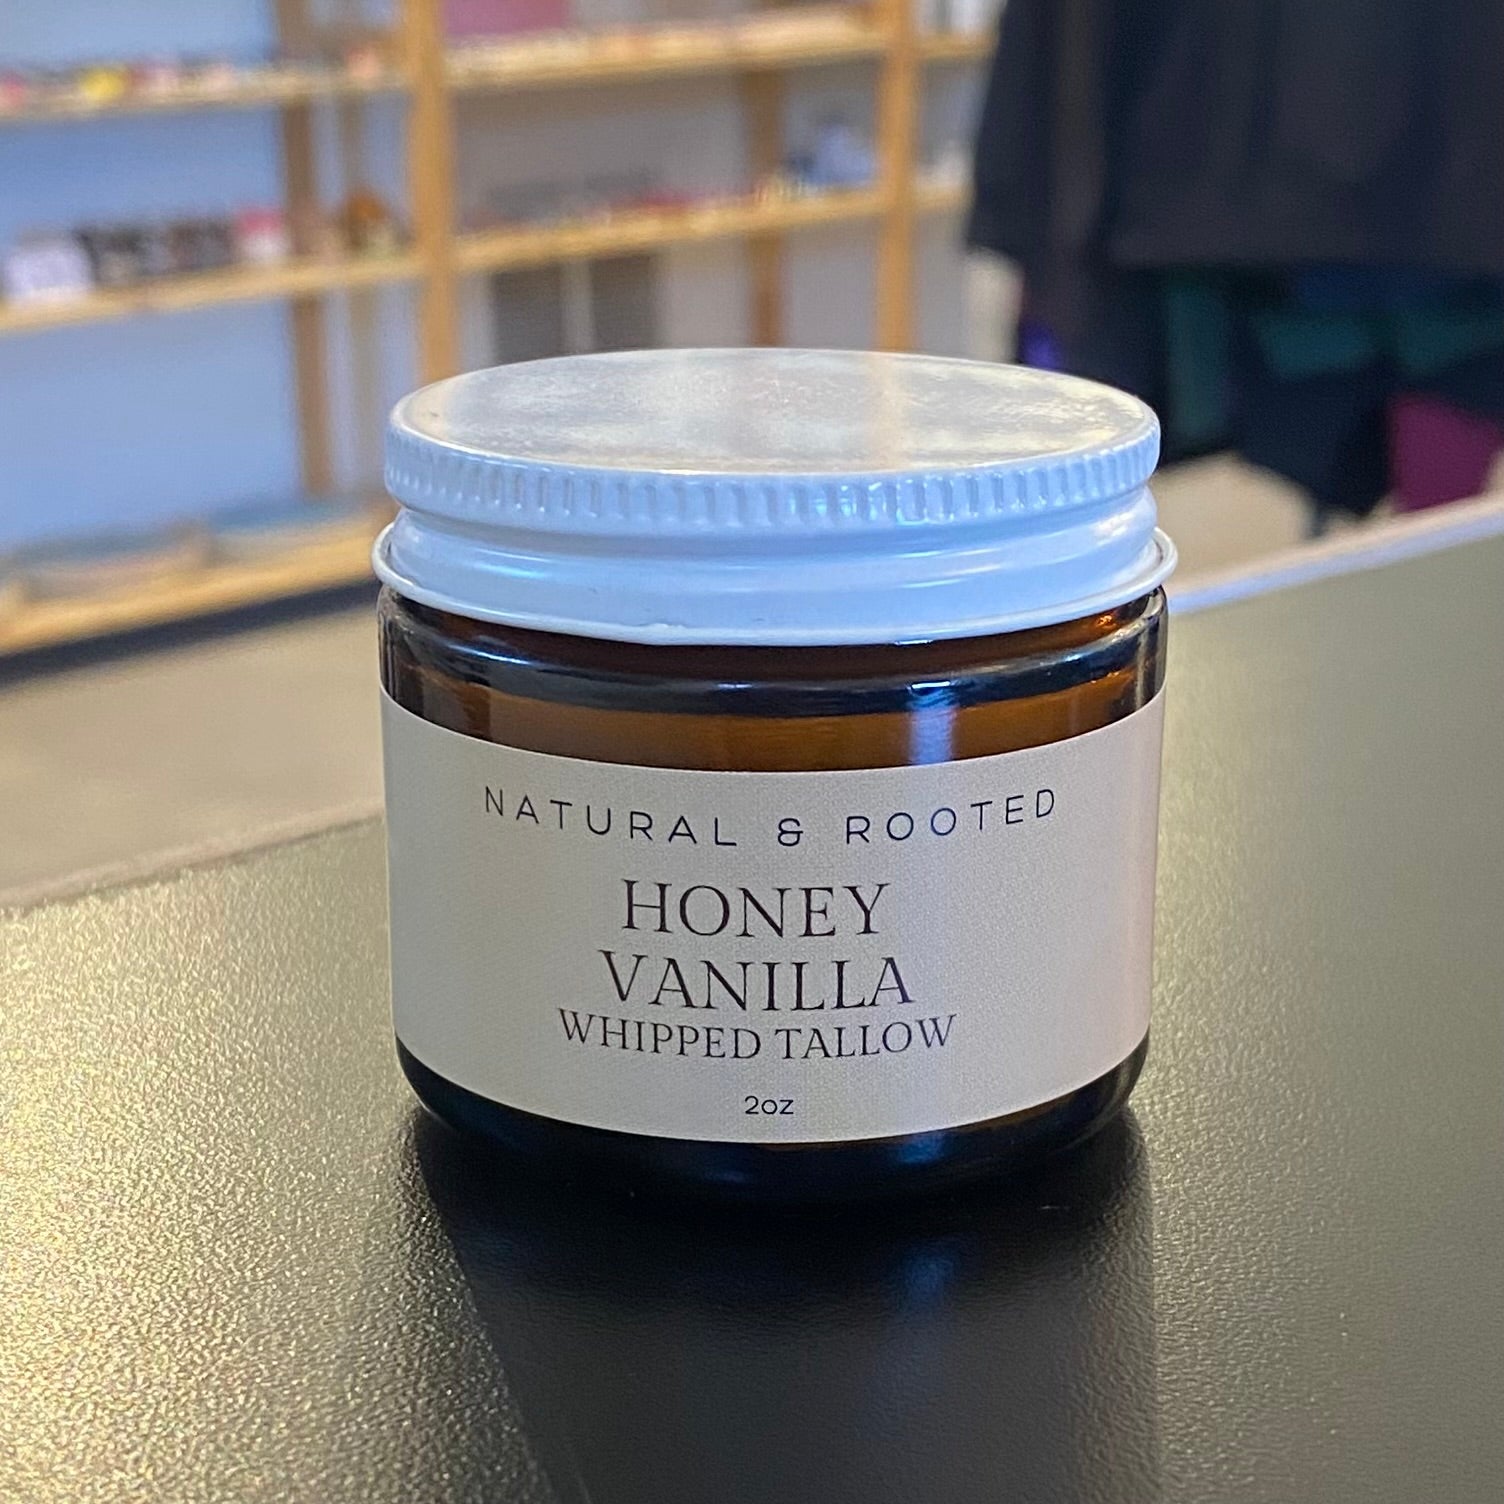 NATURAL & ROOTED
HONEY
VANILLA
WHIPPED TALLOW
2oz